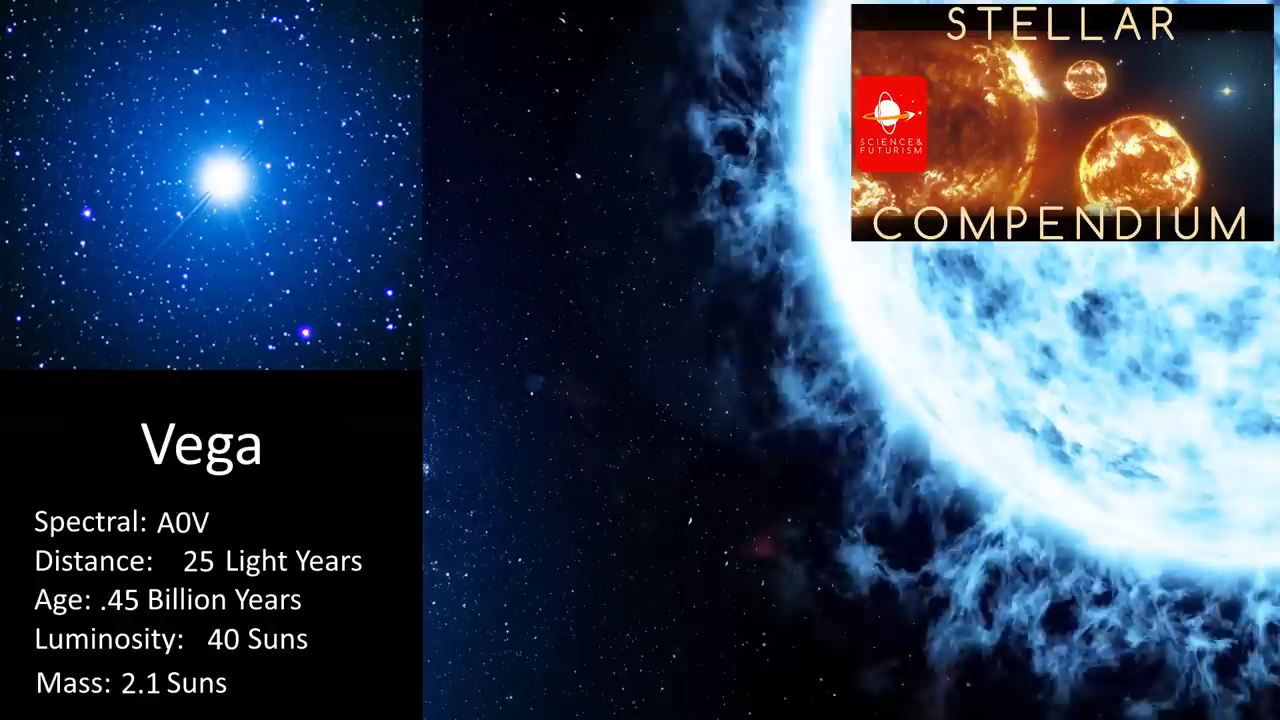 STELLAR
SCIENCE&
FUTURISM
COMPENDIUM
Vega
Spectral: A0V
Distance: 25 Light Years
Age: .45 Billion Years
Luminosity: 40 Suns
Mass: 2.1 Suns